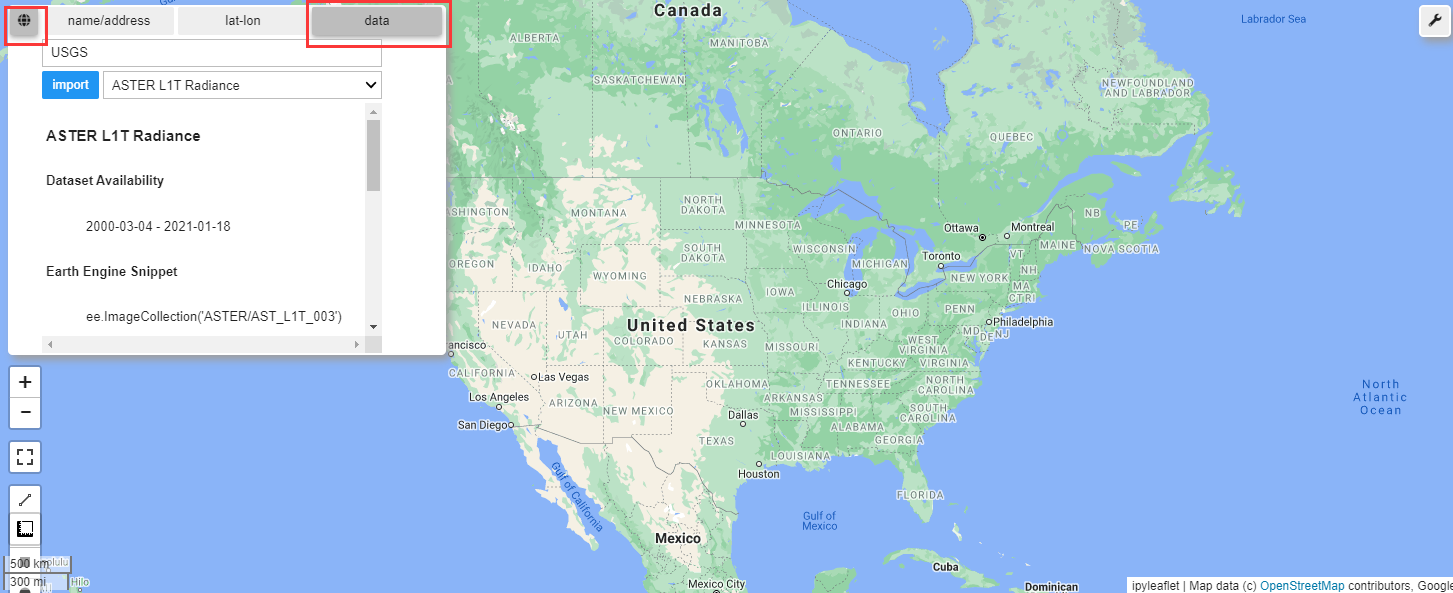 name/address
lat-lon
data
USGS
import
ASTER L1T Radiance
ASTER L1T Radiance
Dataset Availability
2000-03-04 - 2021-01-18
Earth Engine Snippet
ee.ImageCollection('ASTER/AST_L1T_003')
+
−
500 km
300 mi
Hilo
Canada
Labrador Sea
ALBERTA
MANITOBA
SASKATCHEWAN
NEWFOUNDLAND
AND LABRADOR
ONTARIO
QUEBEC
SHINGTON
MONTANA
NORTH
DAKOTA
MINNESOTA
Ottawa
Montreal
NB
PE
MAINE
NOVA SCOTIA
OREGON
IDAHO
WYOMING
SOUTH
DAKOTA
WISCONSIN
MICHIGAN
Toronto
VT
NH
NEW YORK
MA
CT
RI
NEBRASKA
IOWA
Chicago
ILLINOIS
INDIANA
OHIO
PENN
Philadelphia
MD
DE
NJ
United States
NEVADA
UTAH
COLORADO
KANSAS
MISSOURI
WEST
VIRGINIA
KENTUCKY
VIRGINIA
ancisco
CALIFORNIA
Las Vegas
Los Angeles
San Diego
ARIZONA
NEW MEXICO
OKLAHOMA
ARKANSAS
TENNESSEE
NORTH
CAROLINA
MISSISSIPPI
SOUTH
CAROLINA
ALABAMA
GEORGIA
Dallas
TEXAS
LOUISIANA
Houston
FLORIDA
North
Atlantic
Ocean
Gulf of California
Gulf of
Mexico
Mexico
Mexico City
Cuba
Dominican
ipyleaflet | Map data (c) OpenStreetMap contributors, Google